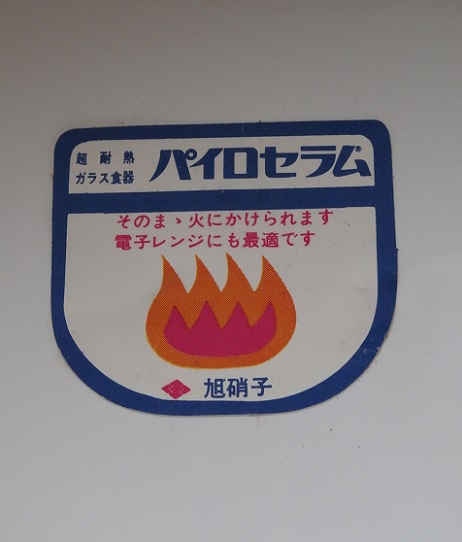 超耐熱
ガラス食器
パイロセラム®
そのまゝ火にかけられます
電子レンジにも最適です
旭硝子